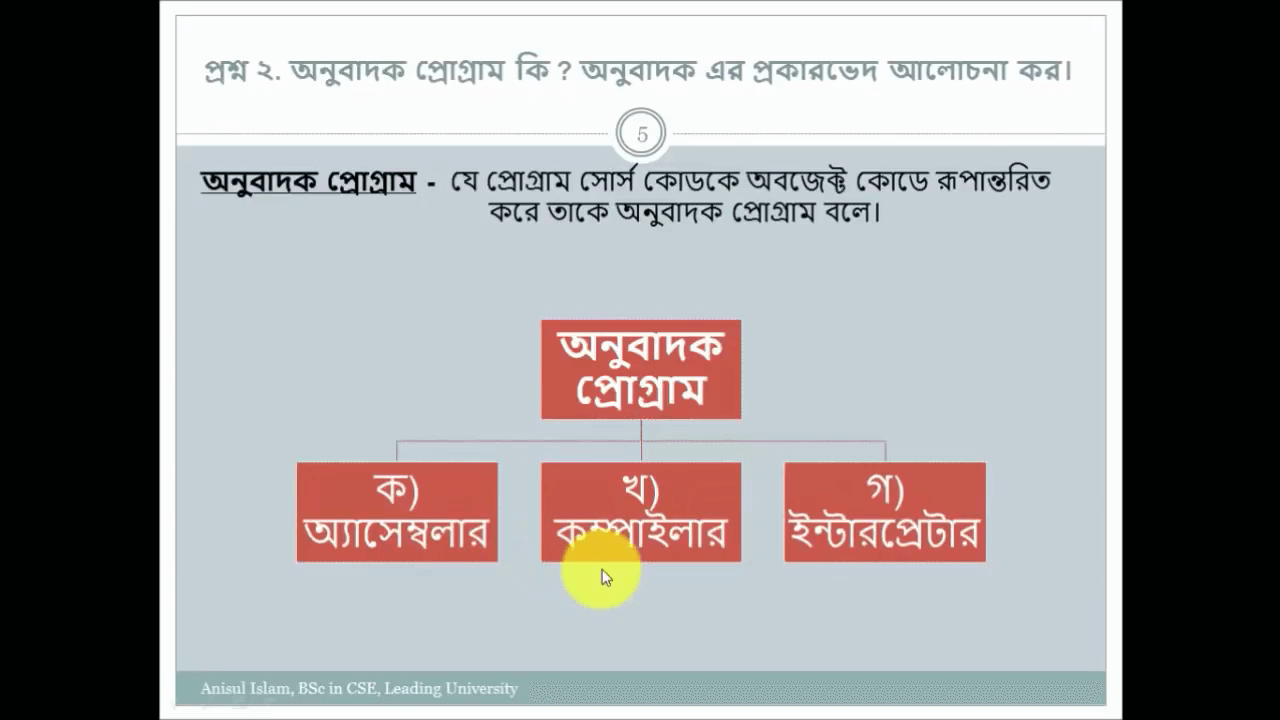 প্রশ্ন ২. অনুবাদক প্রোগ্রাম কি ? অনুবাদক এর প্রকারভেদ আলোচনা কর।
5
অনুবাদক প্রোগ্রাম - যে প্রোগ্রাম সোর্স কোডকে অবজেক্ট কোডে রূপান্তরিত
করে তাকে অনুবাদক প্রোগ্রাম বলে।
অনুবাদক
প্রোগ্রাম
ক)
অ্যাসেম্বলার
খ)
কম্পাইলার
গ)
ইন্টারপ্রেটার
Anisul Islam, BSc in CSE, Leading University